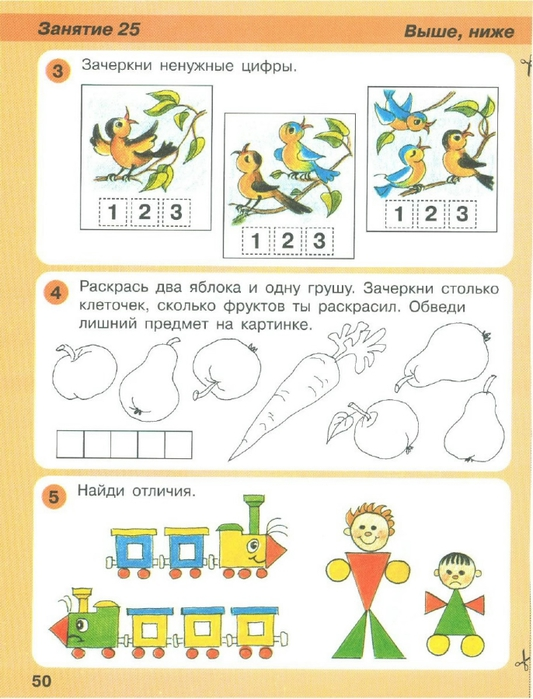 Занятие 25
Выше, ниже
3 Зачеркни ненужные цифры.
1 2 3
1 2 3
1 2 3
4 Раскрась два яблока и одну грушу. Зачеркни столько
клеточек, сколько фруктов ты раскрасил. Обведи
лишний предмет на картинке.
5 Найди отличия.
50